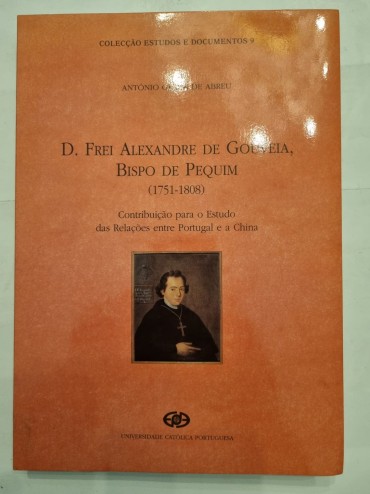 COLECÇÃO ESTUDOS E DOCUMENTOS 9
ANTÓNIO DE ABREU
D. FREI ALEXANDRE DE GOUVEIA,
BISPO DE PEQUIM
(1751-1808)
Contribuição para o Estudo
das Relações entre Portugal e a China
UNIVERSIDADE CATÓLICA PORTUGUESA